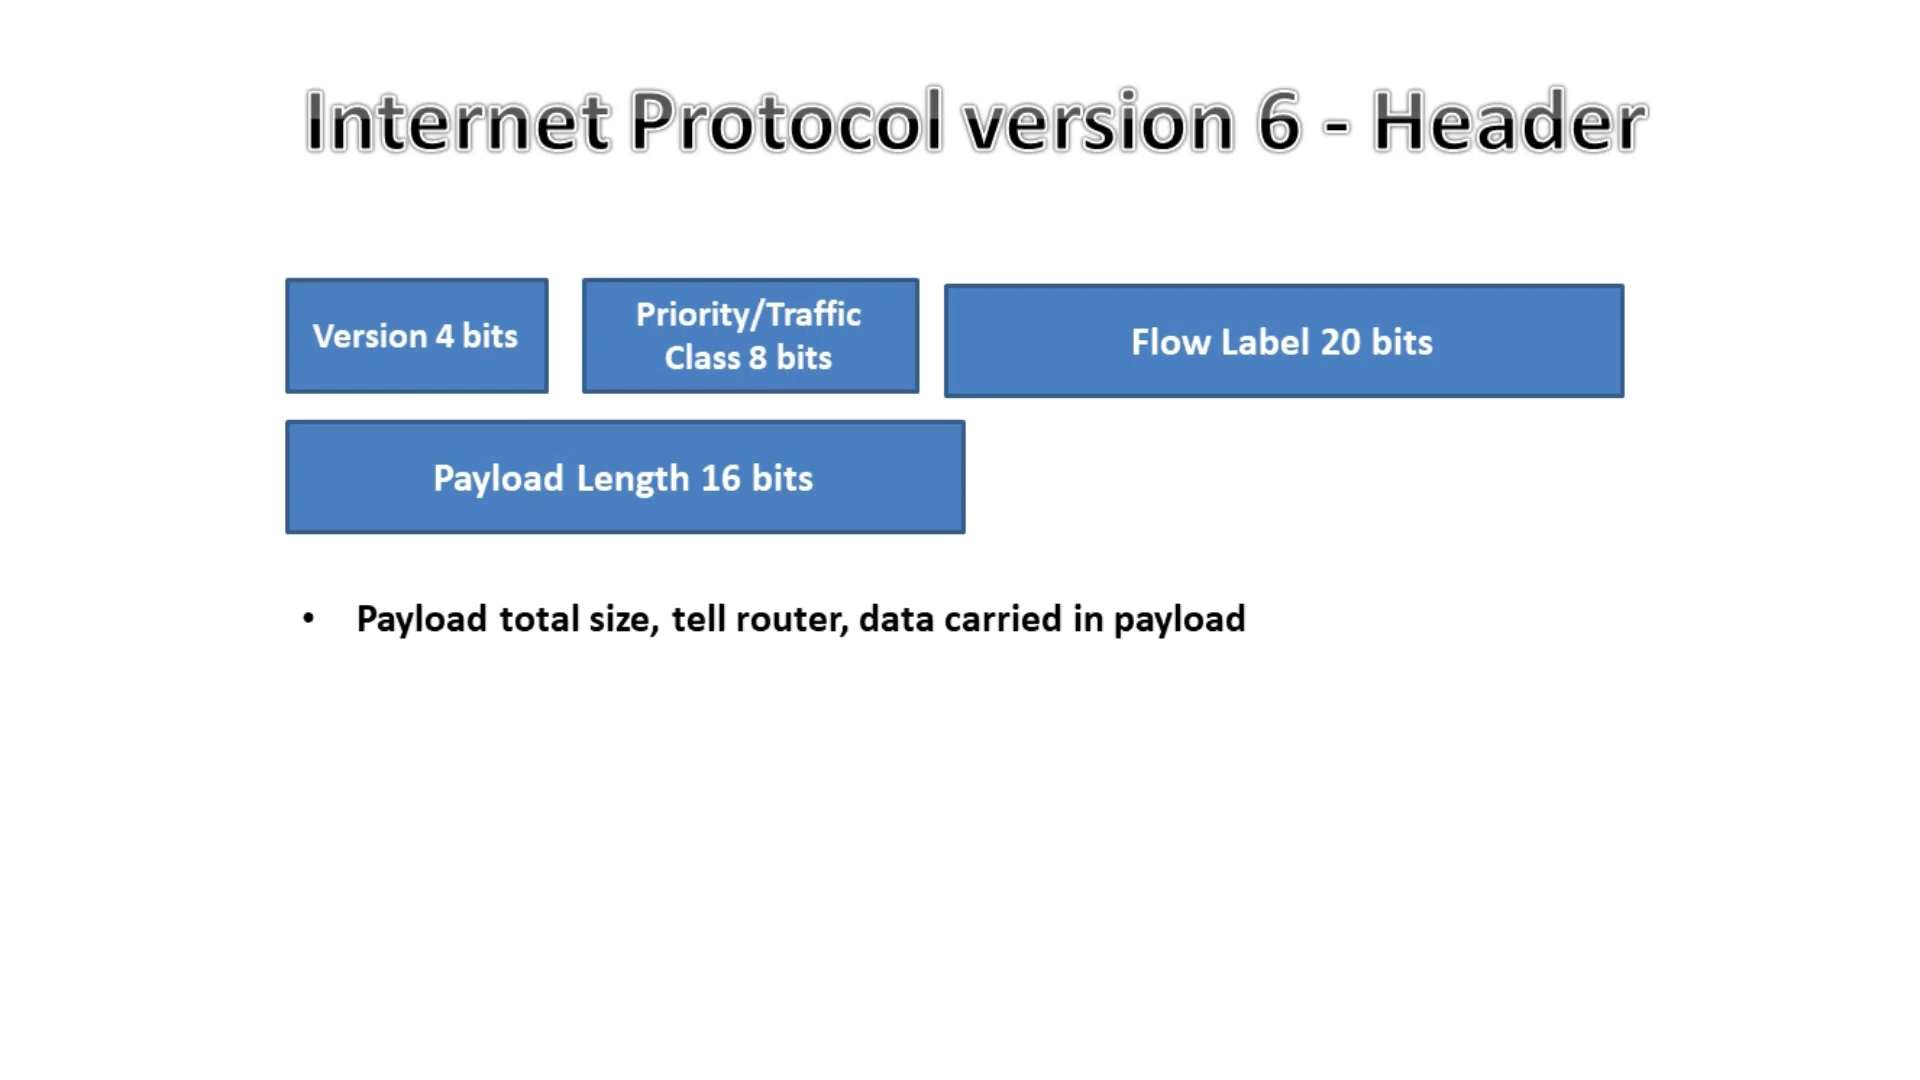 Internet Protocol version 6 - Header
Version 4 bits
Priority/Traffic
Class 8 bits
Flow Label 20 bits
Payload Length 16 bits
• Payload total size, tell router, data carried in payload